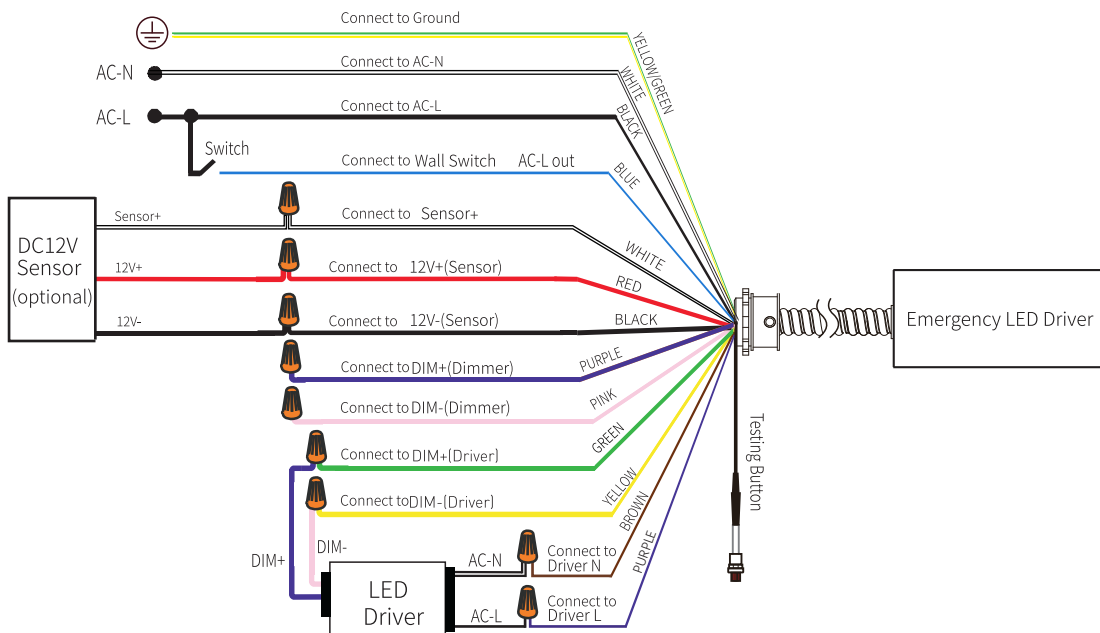 Connect to Ground
YELLOW/GREEN
AC-N
Connect to AC-N
WHITE
AC-L
Connect to AC-L
BLACK
Switch
Connect to Wall Switch AC-L out
BLUE
DC12V
Sensor
(optional)
Sensor+
Connect to Sensor+
WHITE
12V+
Connect to 12V+(Sensor)
RED
12V-
Connect to 12V-(Sensor)
BLACK
Emergency LED Driver
Connect to DIM+(Dimmer)
PURPLE
Connect to DIM-(Dimmer)
PINK
Connect to DIM+(Driver)
GREEN
Connect to DIM-(Driver)
YELLOW
BROWN
PURPLE
Testing Button
DIM+
DIM-
LED
Driver
AC-N
Connect to
Driver N
AC-L
Connect to
Driver L